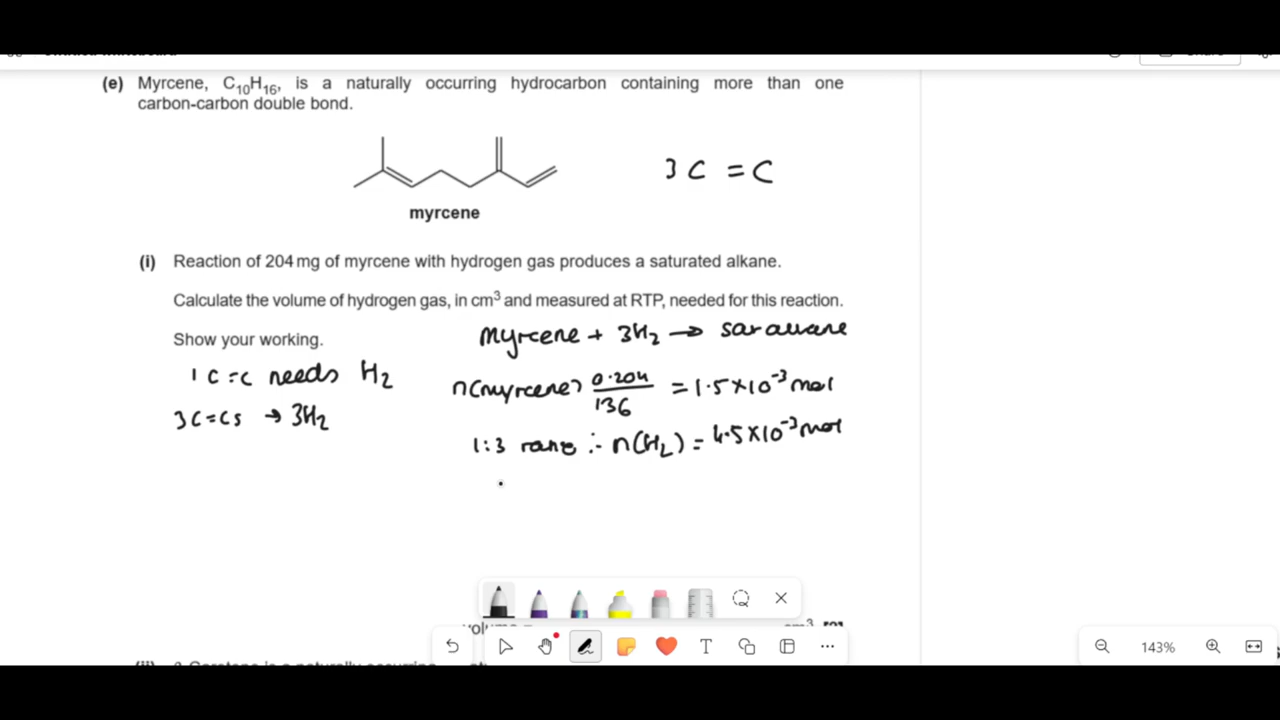 (e) Myrcene, C₁₀H₁₆, is a naturally occurring hydrocarbon containing more than one
carbon-carbon double bond.
3 C = C
myrcene
(i) Reaction of 204 mg of myrcene with hydrogen gas produces a saturated alkane.
Calculate the volume of hydrogen gas, in cm³ and measured at RTP, needed for this reaction.
Show your working.
myrcene + 3H₂ → sat alkane
1 C=C needs H₂
n(myrcene) 0.204/136 = 1.5×10⁻³ mol
3C=Cs → 3H₂
1:3 ratio ∴ n(H₂) = 4.5×10⁻³ mol
143%